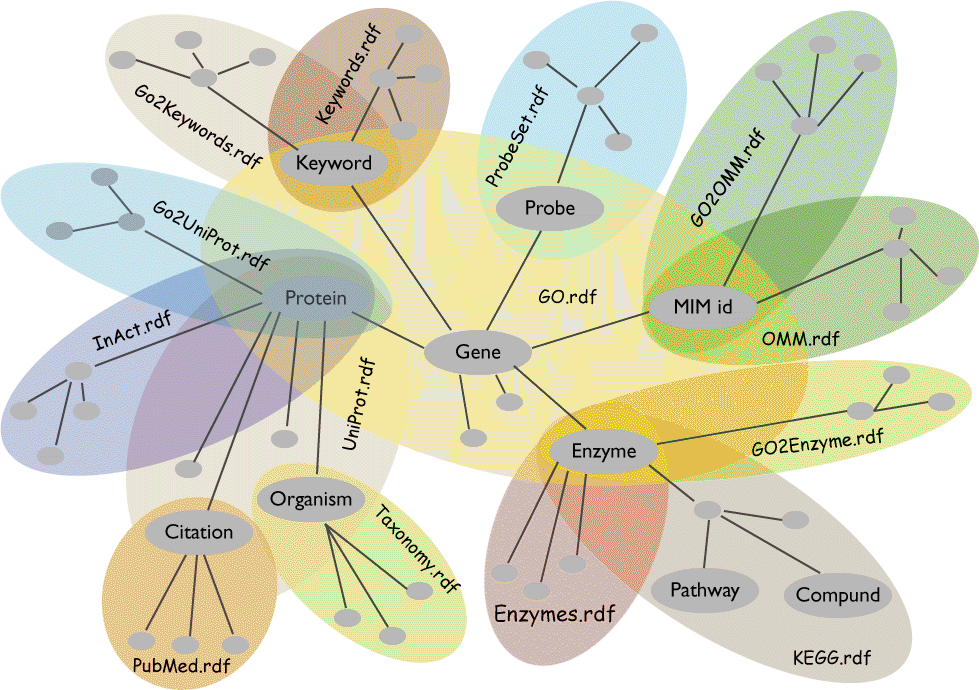 Go2Keywords.rdf
Keywords.rdf
Keyword
ProbeSet.rdf
Probe
GO2OMM.rdf
MIM id
OMM.rdf
Go2UniProt.rdf
Protein
InAct.rdf
GO.rdf
Gene
UniProt.rdf
Enzyme
GO2Enzyme.rdf
Organism
Taxonomy.rdf
Citation
PubMed.rdf
Enzymes.rdf
Pathway
Compund
KEGG.rdf